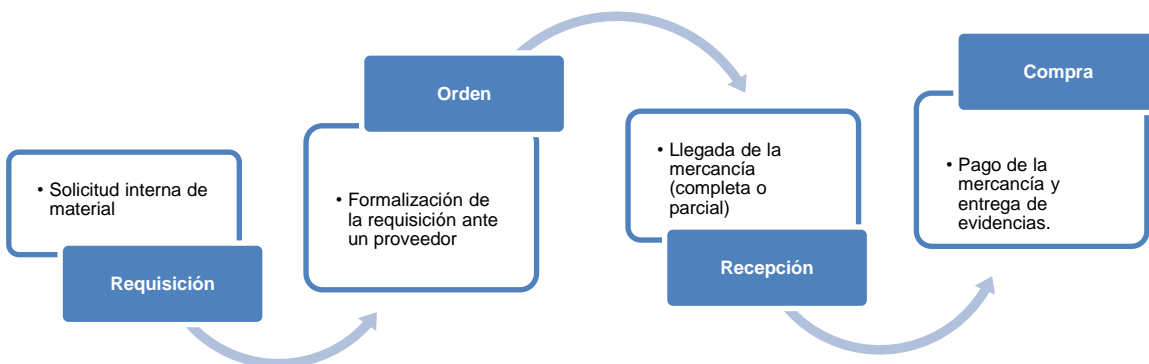 • Solicitud interna de
material
Requisición
Orden
• Formalización de
la requisición ante
un proveedor
• Llegada de la
mercancía
(completa o
parcial)
Recepción
Compra
• Pago de la
mercancía y
entrega de
evidencias.